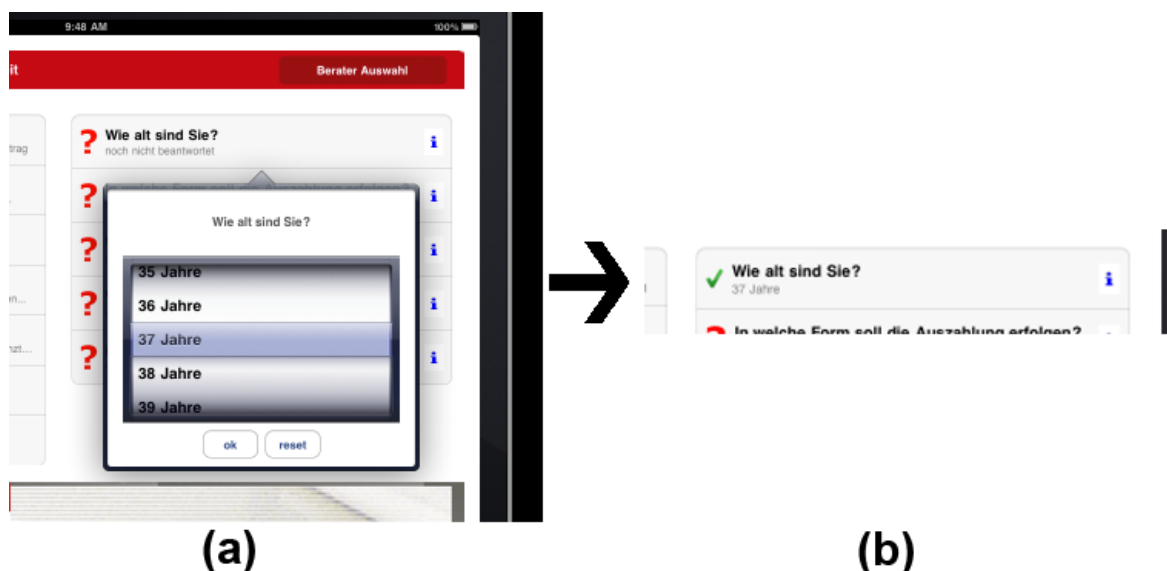 9:48 AM
100%
it
Berater Auswahl
trag
Wie alt sind Sie?
noch nicht beantwortet
Wie alt sind Sie?
35 Jahre
36 Jahre
37 Jahre
38 Jahre
39 Jahre
ok
reset
Wie alt sind Sie?
37 Jahre
In welche Form soll die Auszahlung erfolgen?
(a)
(b)